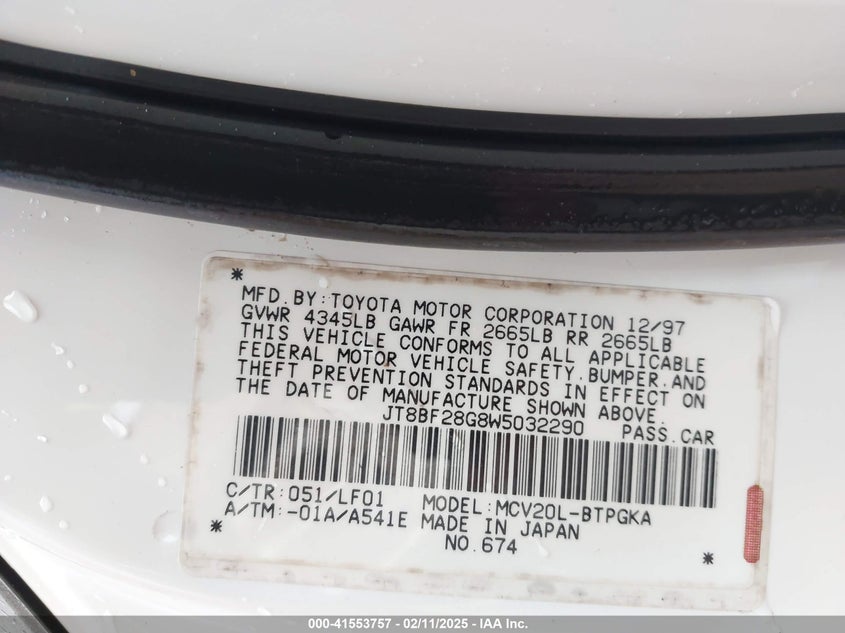 *
MFD.BY:TOYOTA MOTOR CORPORATION 12/97
GVWR 4345LB GAWR FR 2665LB RR 2665LB
THIS VEHICLE CONFORMS TO ALL APPLICABLE
FEDERAL MOTOR VEHICLE SAFETY,BUMPER,AND
THEFT PREVENTION STANDARDS IN EFFECT ON
THE DATE OF MANUFACTURE SHOWN ABOVE.
JT8BF28G8W5032290 PASS.CAR
C/TR:051/LF01 MODEL:MCV20L-BTPGKA
A/TM:-01A/A541E MADE IN JAPAN
* NO.674 *
000-41553757 - 02/11/2025 - IAA Inc.